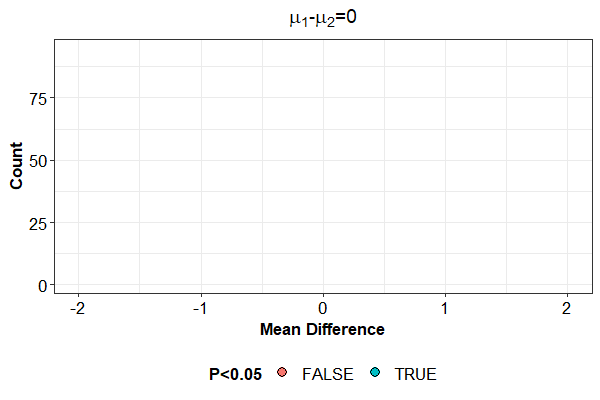 μ₁-μ₂=0
75
50
25
0
Count
-2 -1 0 1 2
Mean Difference
P<0.05 FALSE TRUE